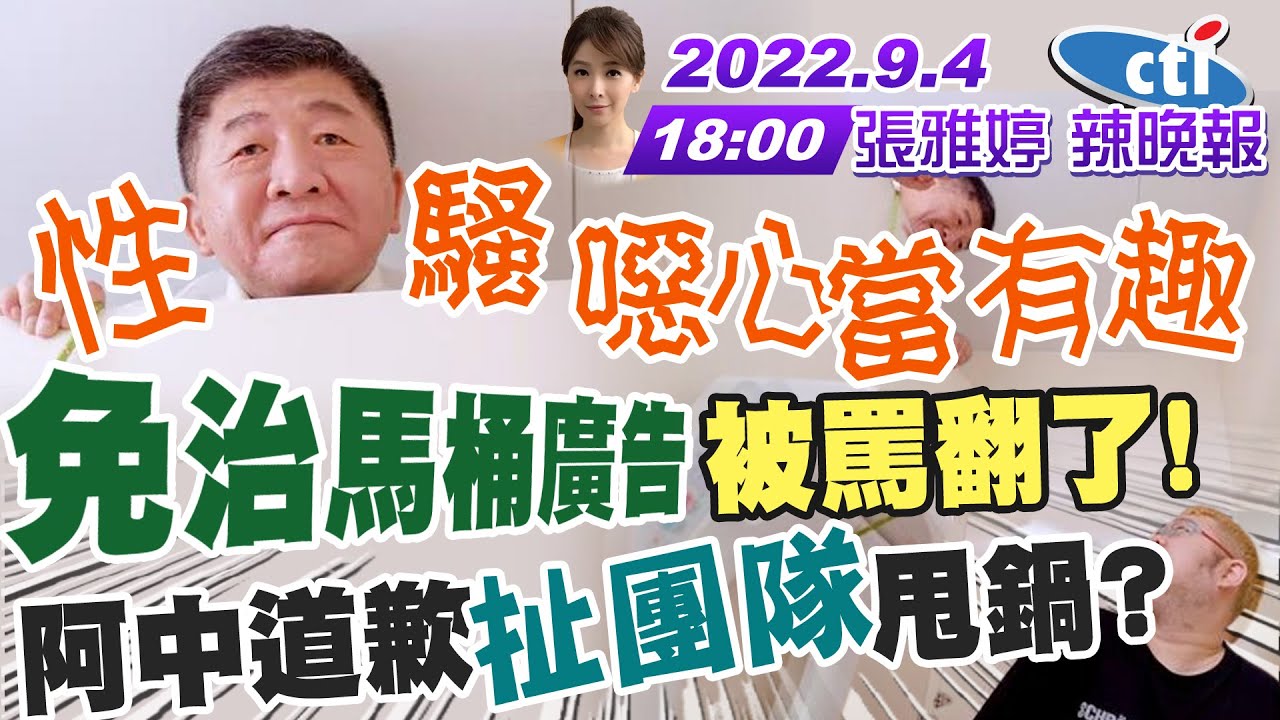 2022.9.4
cti
18:00 張雅婷 辣晚報
性騷 噁心當有趣
免治馬桶廣告 被罵翻了!
阿中道歉扯團隊甩鍋?